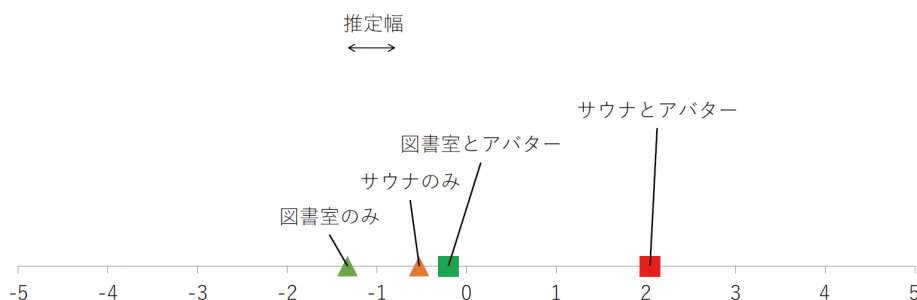 推定幅
サウナとアバター
図書室とアバター
サウナのみ
図書室のみ
-5 -4 -3 -2 -1 0 1 2 3 4 5